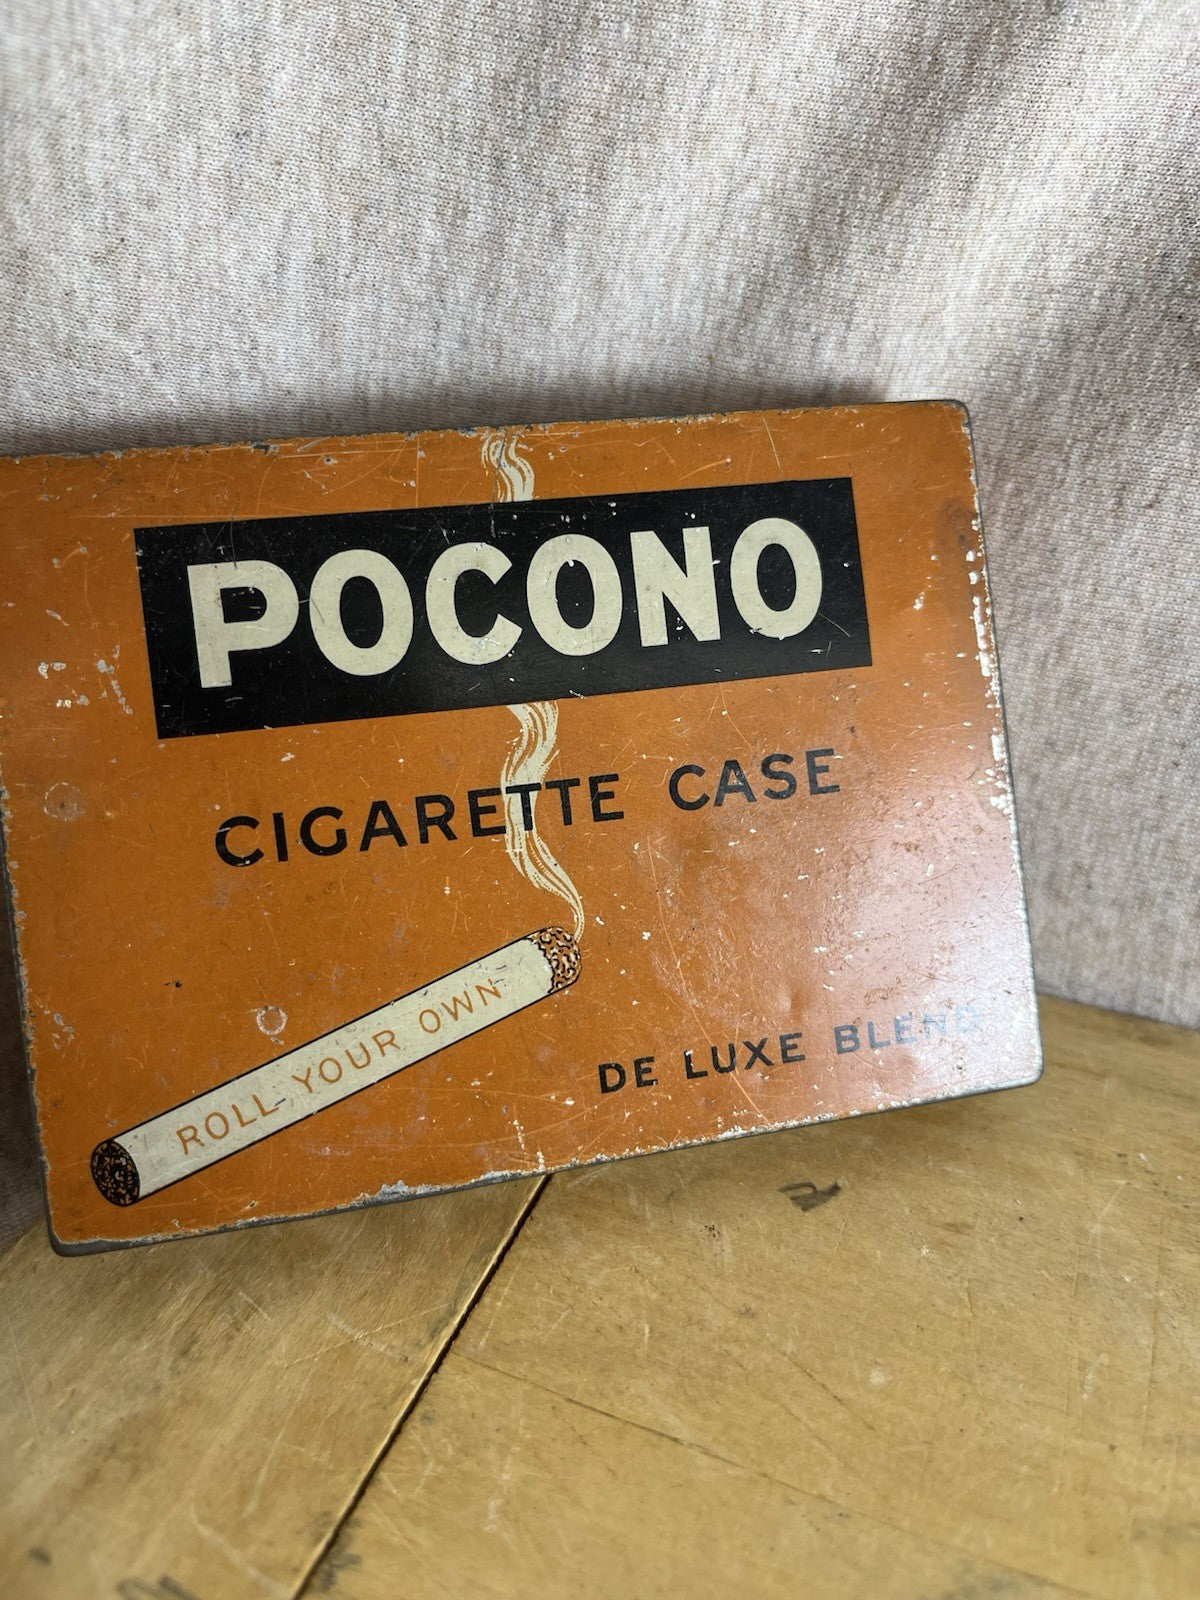 POCONO
CIGARETTE CASE
ROLL YOUR OWN
DE LUXE BLEND